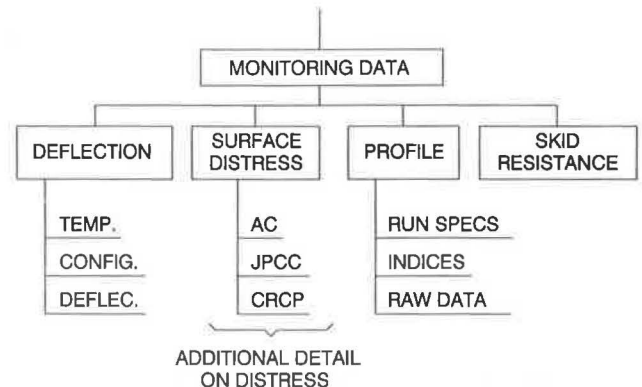 MONITORING DATA
DEFLECTION
SURFACE
DISTRESS
PROFILE
SKID
RESISTANCE
TEMP.
CONFIG.
DEFLEC.
AC
JPCC
CRCP
RUN SPECS
INDICES
RAW DATA
ADDITIONAL DETAIL
ON DISTRESS